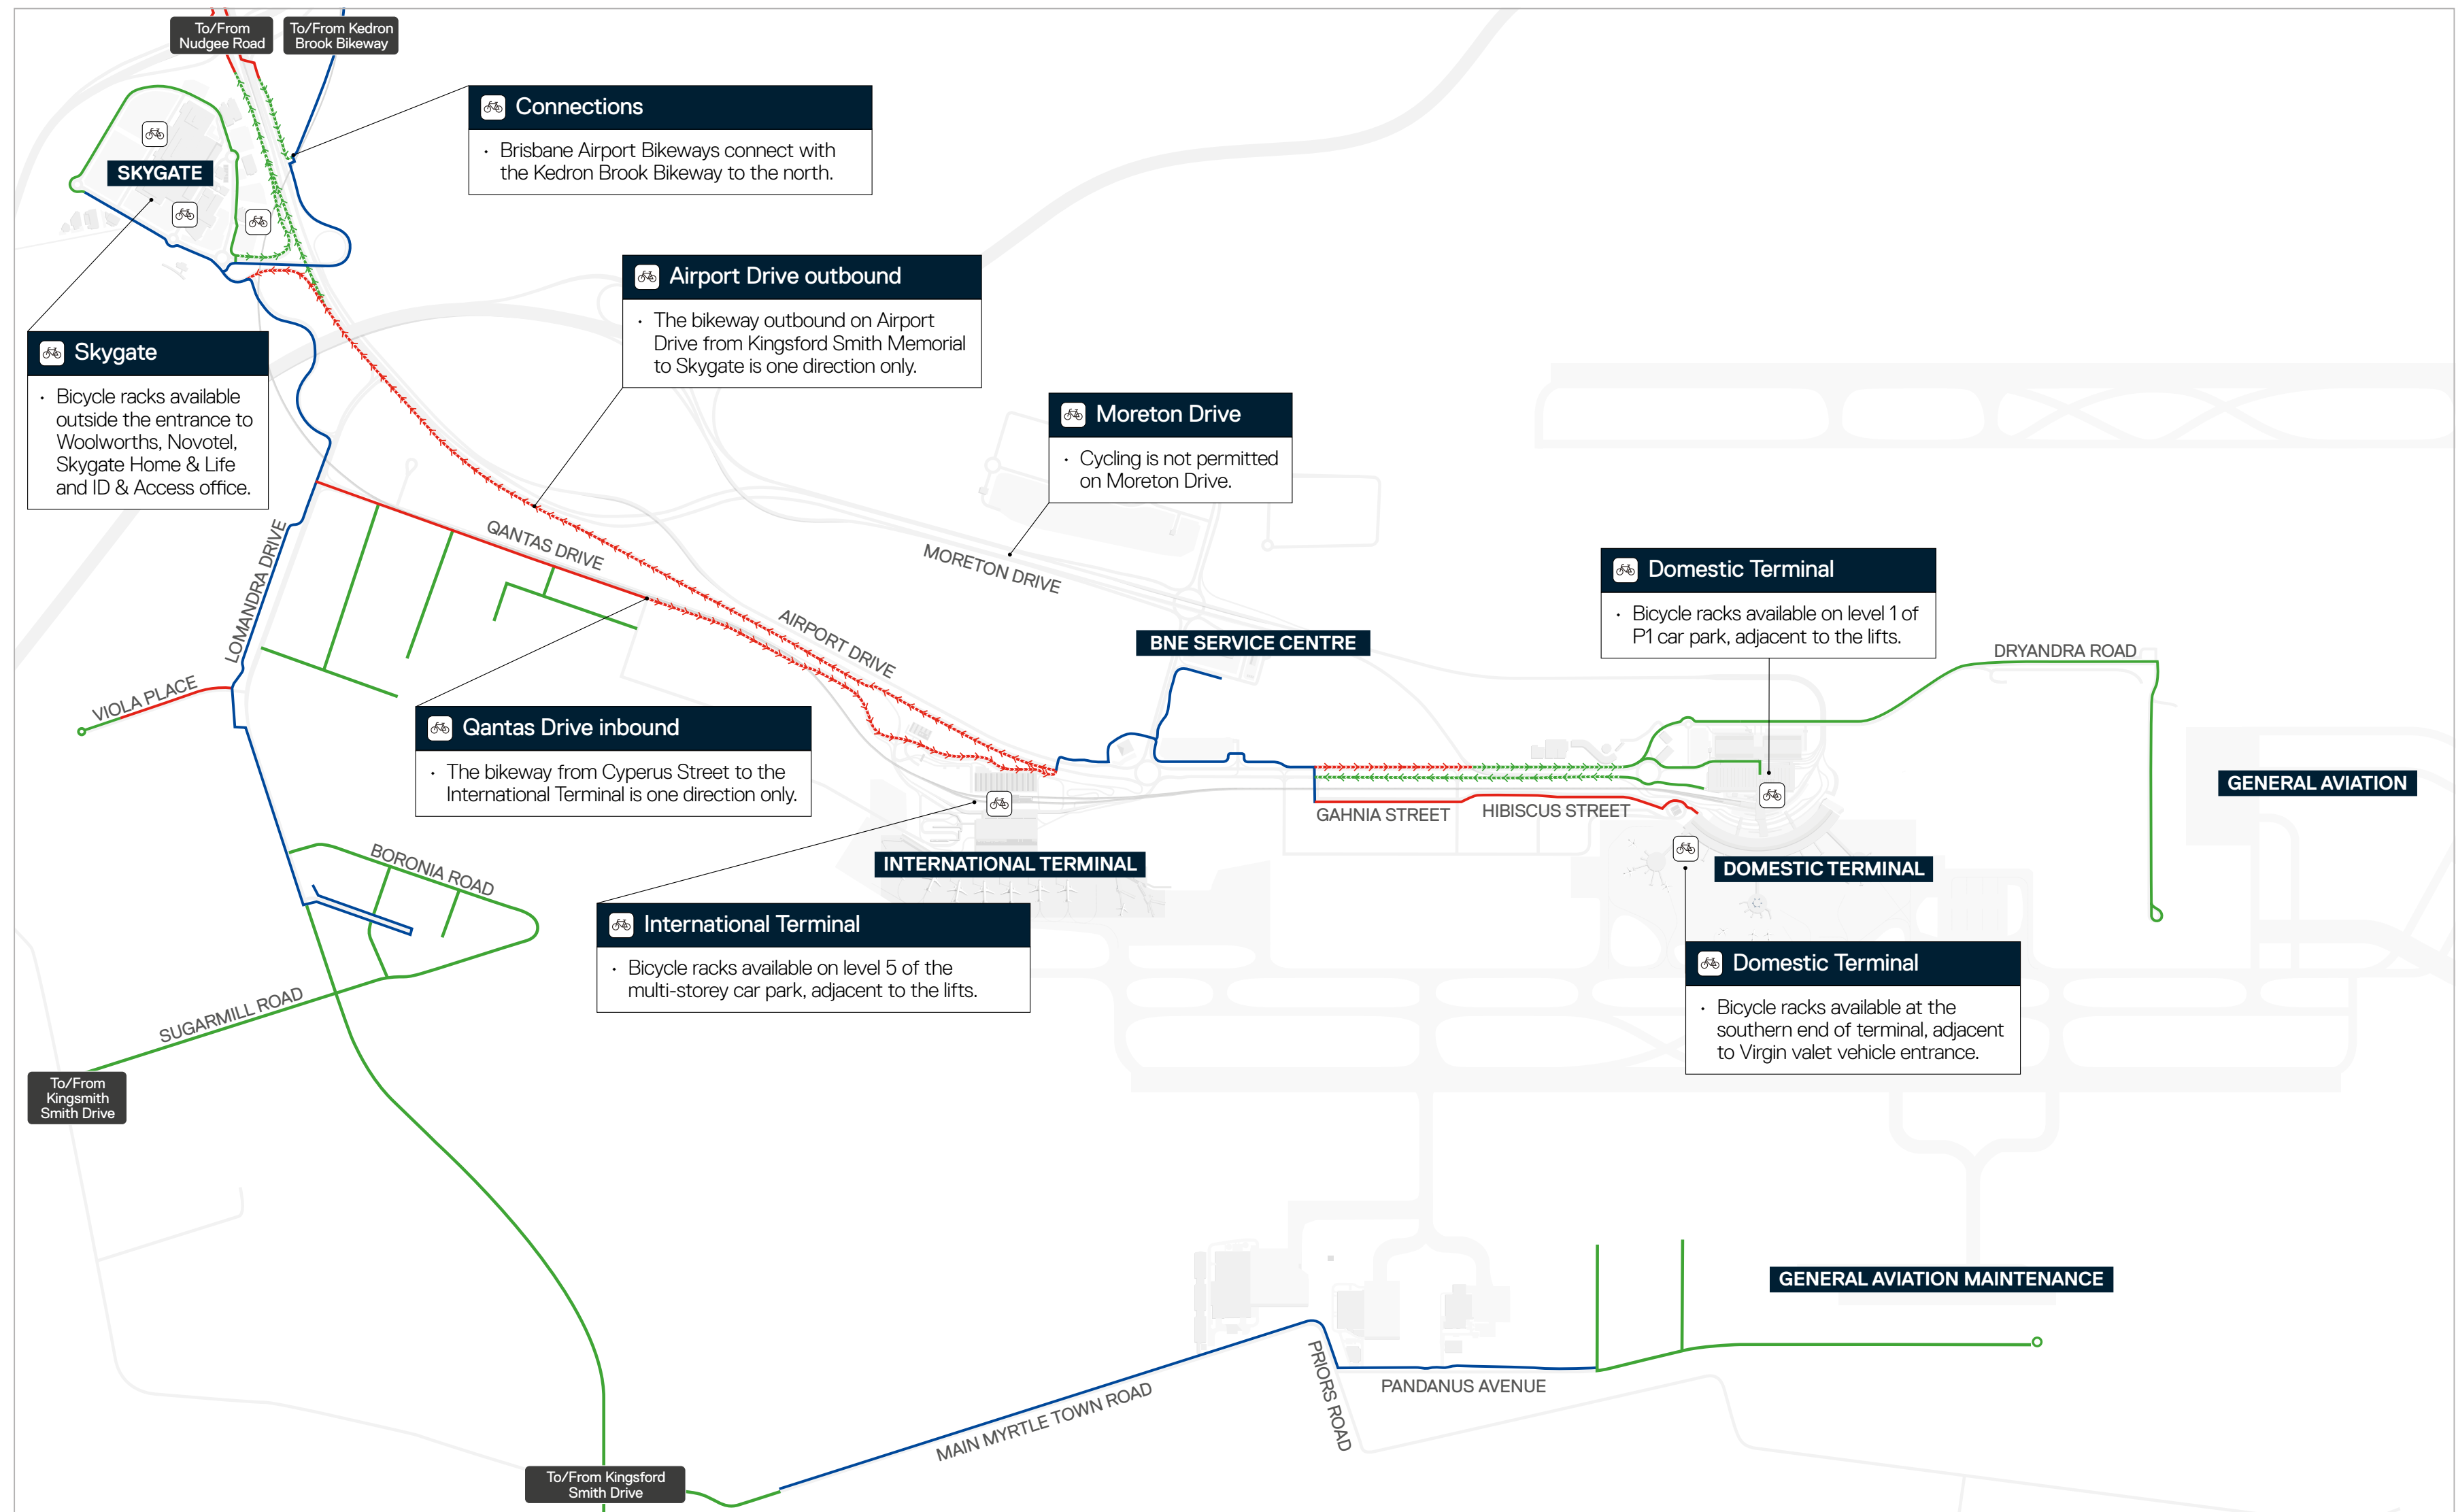 To/From
Nudgee Road
To/From Kedron
Brook Bikeway
Connections
· Brisbane Airport Bikeways connect with
the Kedron Brook Bikeway to the north.
SKYGATE
Airport Drive outbound
· The bikeway outbound on Airport
Drive from Kingsford Smith Memorial
to Skygate is one direction only.
Skygate
· Bicycle racks available
outside the entrance to
Woolworths, Novotel,
Skygate Home & Life
and ID & Access office.
Moreton Drive
· Cycling is not permitted
on Moreton Drive.
QANTAS DRIVE
MORETON DRIVE
LOMANDRA DRIVE
AIRPORT DRIVE
Domestic Terminal
· Bicycle racks available on level 1 of
P1 car park, adjacent to the lifts.
BNE SERVICE CENTRE
DRYANDRA ROAD
VIOLA PLACE
Qantas Drive inbound
· The bikeway from Cyperus Street to the
International Terminal is one direction only.
GENERAL AVIATION
GAHNIA STREET
HIBISCUS STREET
BORONIA ROAD
INTERNATIONAL TERMINAL
DOMESTIC TERMINAL
International Terminal
· Bicycle racks available on level 5 of the
multi-storey car park, adjacent to the lifts.
Domestic Terminal
· Bicycle racks available at the
southern end of terminal, adjacent
to Virgin valet vehicle entrance.
SUGARMILL ROAD
To/From
Kingsmith
Smith Drive
GENERAL AVIATION MAINTENANCE
PRIORS ROAD
PANDANUS AVENUE
MAIN MYRTLE TOWN ROAD
To/From Kingsford
Smith Drive